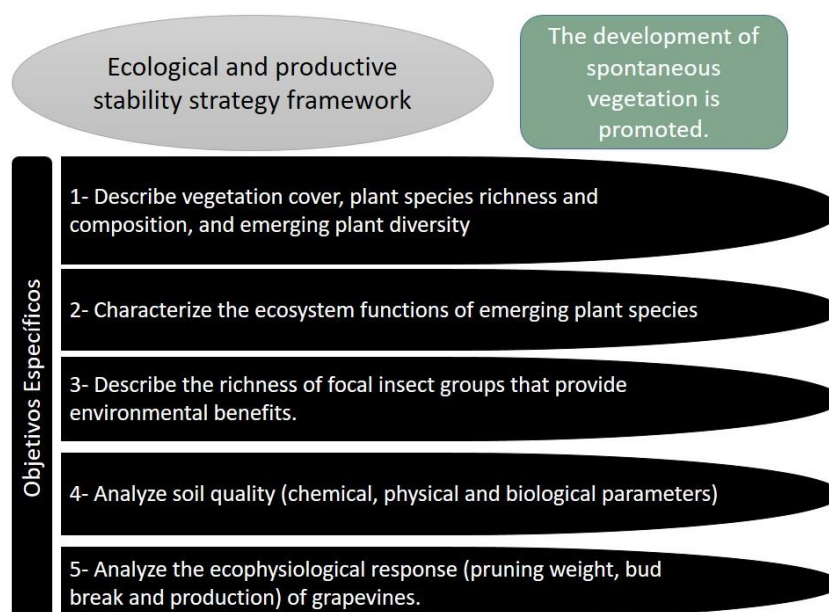 Ecological and productive
stability strategy framework
The development of
spontaneous
vegetation is
promoted.
Objetivos Específicos
1- Describe vegetation cover, plant species richness and
composition, and emerging plant diversity
2- Characterize the ecosystem functions of emerging plant species
3- Describe the richness of focal insect groups that provide
environmental benefits.
4- Analyze soil quality (chemical, physical and biological parameters)
5- Analyze the ecophysiological response (pruning weight, bud
break and production) of grapevines.